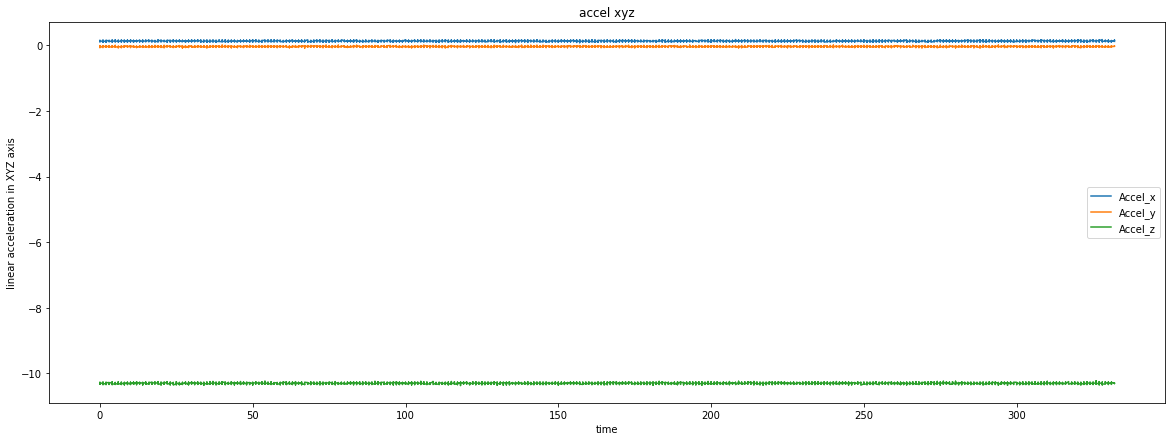 accel xyz
linear acceleration in XYZ axis
0
−2
−4
−6
−8
−10
Accel_x
Accel_y
Accel_z
0 50 100 150 200 250 300
time